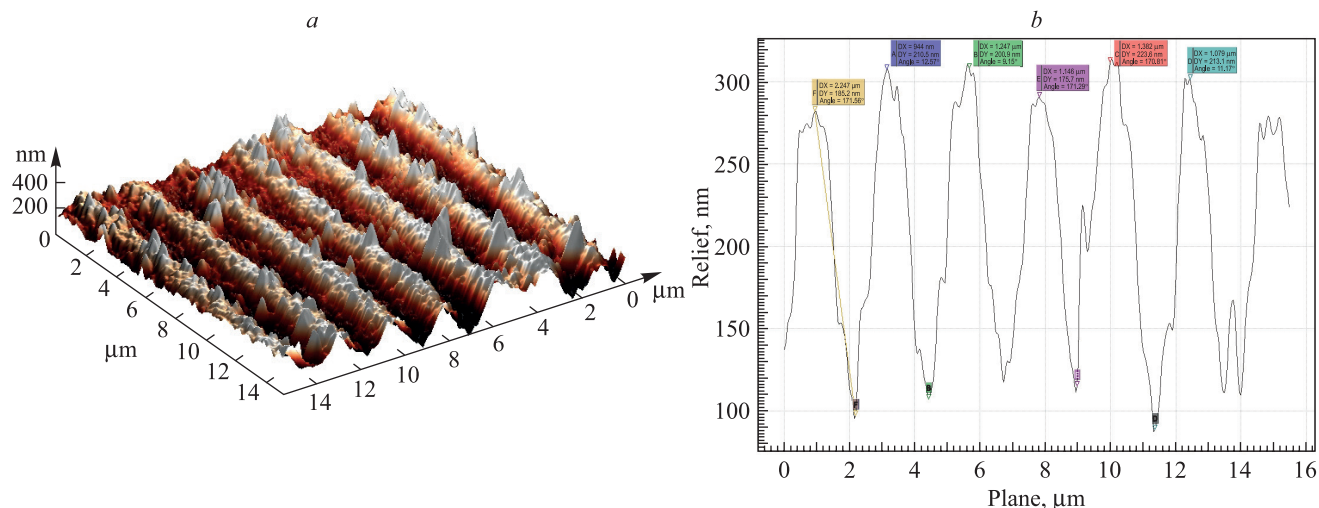 a
nm
400
200
0
2
4
6
8
10
12
14
μm
14
12
10
8
6
4
2
0
μm
b
Relief, nm
300
250
200
150
100
F
DX = 2,247 μm
DY = 185,2 nm
Angle = 171.56°
A
DX = 944 nm
DY = 210,5 nm
Angle = 12.57°
B
DX = 1,247 μm
DY = 200,9 nm
Angle = 9.15°
E
DX = 1,146 μm
DY = 175,7 nm
Angle = 171.29°
C
DX = 1,382 μm
DY = 223,6 nm
Angle = 170.81°
D
DX = 1,079 μm
DY = 213,1 nm
Angle = 11.17°
F
B
D
0
2
4
6
8
10
12
14
16
Plane, μm